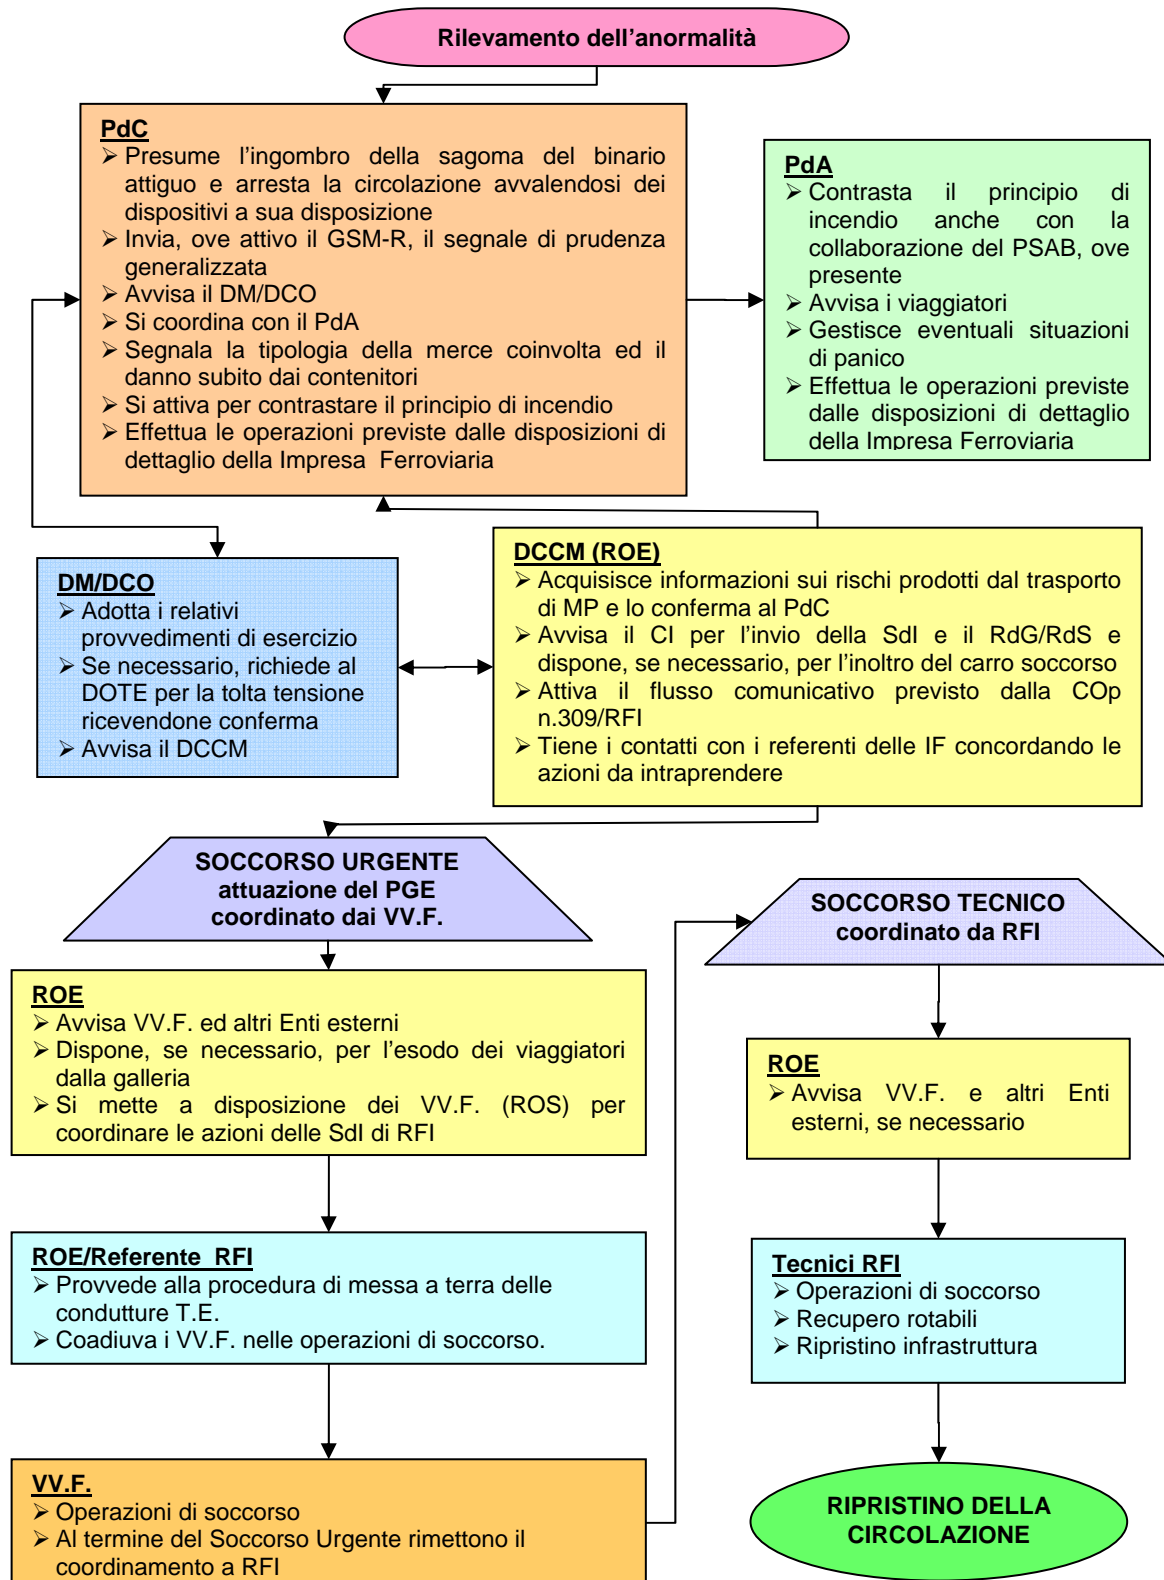 Rilevamento dell'anormalità
PdC
➢ Presume l'ingombro della sagoma del binario
attiguo e arresta la circolazione avvalendosi dei
dispositivi a sua disposizione
➢ Invia, ove attivo il GSM-R, il segnale di prudenza
generalizzata
➢ Avvisa il DM/DCO
➢ Si coordina con il PdA
➢ Segnala la tipologia della merce coinvolta ed il
danno subito dai contenitori
➢ Si attiva per contrastare il principio di incendio
➢ Effettua le operazioni previste dalle disposizioni di
dettaglio della Impresa Ferroviaria
PdA
➢ Contrasta il principio di
incendio anche con la
collaborazione del PSAB, ove
presente
➢ Avvisa i viaggiatori
➢ Gestisce eventuali situazioni
di panico
➢ Effettua le operazioni previste
dalle disposizioni di dettaglio
della Impresa Ferroviaria
DM/DCO
➢ Adotta i relativi
provvedimenti di esercizio
➢ Se necessario, richiede al
DOTE per la tolta tensione
ricevendone conferma
➢ Avvisa il DCCM
DCCM (ROE)
➢ Acquisisce informazioni sui rischi prodotti dal trasporto
di MP e lo conferma al PdC
➢ Avvisa il CI per l'invio della SdI e il RdG/RdS e
dispone, se necessario, per l'inoltro del carro soccorso
➢ Attiva il flusso comunicativo previsto dalla COp
n.309/RFI
➢ Tiene i contatti con i referenti delle IF concordando le
azioni da intraprendere
SOCCORSO URGENTE
attuazione del PGE
coordinato dai VV.F.
ROE
➢ Avvisa VV.F. ed altri Enti esterni
➢ Dispone, se necessario, per l'esodo dei viaggiatori
dalla galleria
➢ Si mette a disposizione dei VV.F. (ROS) per
coordinare le azioni delle SdI di RFI
ROE/Referente RFI
➢ Provvede alla procedura di messa a terra delle
condutture T.E.
➢ Coadiuva i VV.F. nelle operazioni di soccorso.
VV.F.
➢ Operazioni di soccorso
➢ Al termine del Soccorso Urgente rimettono il
coordinamento a RFI
SOCCORSO TECNICO
coordinato da RFI
ROE
➢ Avvisa VV.F. e altri Enti
esterni, se necessario
Tecnici RFI
➢ Operazioni di soccorso
➢ Recupero rotabili
➢ Ripristino infrastruttura
RIPRISTINO DELLA
CIRCOLAZIONE